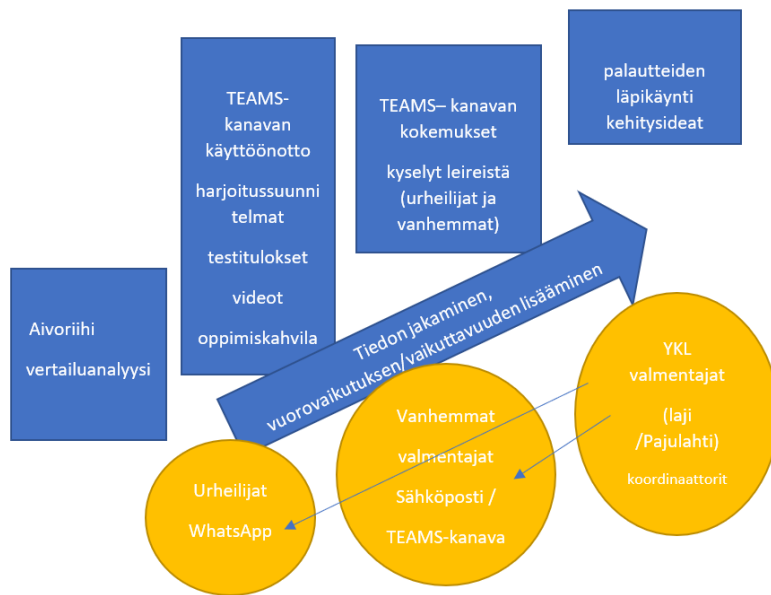 Aivoriihi
vertailuanalyysi
TEAMS-
kanavan
käyttöönotto
harjoitussuunni
telmat
testitulokset
videot
oppimiskahvila
TEAMS– kanavan
kokemukset
kyselyt leireistä
(urheilijat ja
vanhemmat)
palautteiden
läpikäynti
kehitysideat
Tiedon jakaminen,
vuorovaikutuksen/vaikuttavuuden lisääminen
Urheilijat
WhatsApp
Vanhemmat
valmentajat
Sähköposti /
TEAMS-kanava
YKL
valmentajat
(laji
/Pajulahti)
koordinaattorit